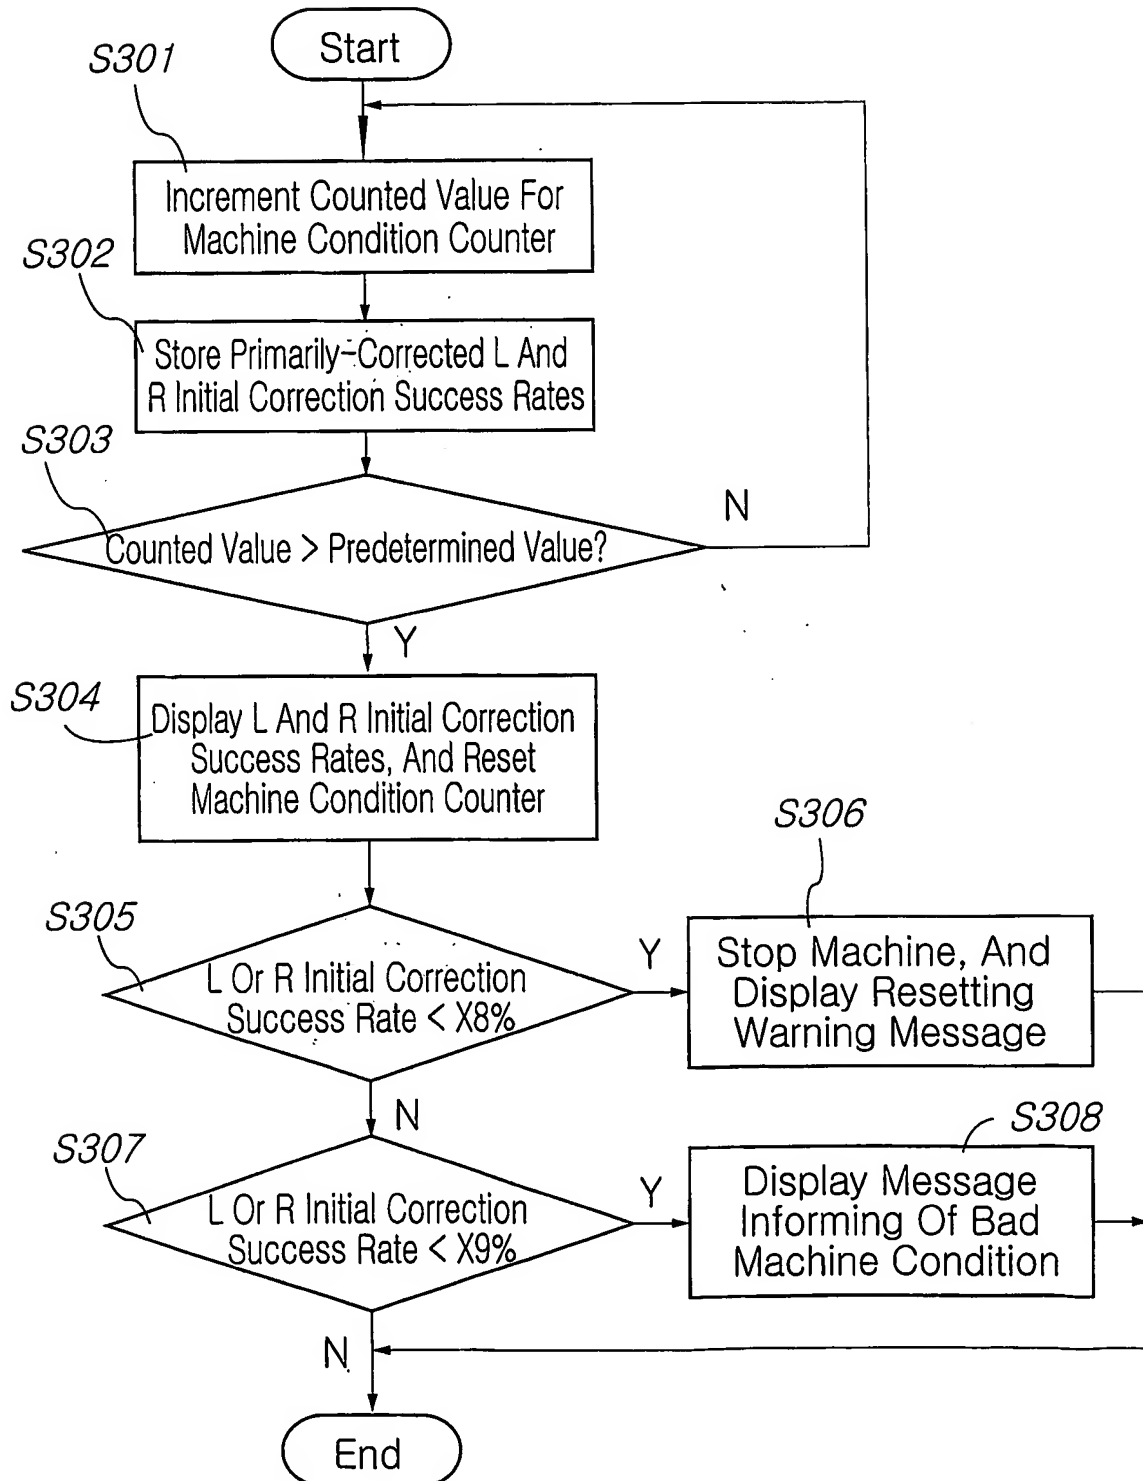 Start
S301
Increment Counted Value For
Machine Condition Counter
S302
Store Primarily-Corrected L And
R Initial Correction Success Rates
S303
Counted Value > Predetermined Value?
N
Y
S304
Display L And R Initial Correction
Success Rates, And Reset
Machine Condition Counter
S305
L Or R Initial Correction
Success Rate < X8%
Y
S306
Stop Machine, And
Display Resetting
Warning Message
N
S307
L Or R Initial Correction
Success Rate < X9%
Y
S308
Display Message
Informing Of Bad
Machine Condition
N
End